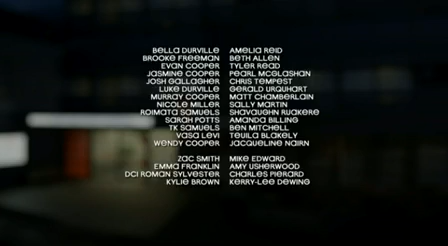 BELLA DURVILLE AMELIA REID
BROOKE FREEMAN BETH ALLEN
EVAN COOPER TYLER READ
JASMINE COOPER PEARL MCGLASHAN
JOSH GALLAGHER CHRIS TEMPEST
LUKE DURVILLE GERALD URQUHART
MURRAY COOPER MATT CHAMBERLAIN
NICOLE MILLER SALLY MARTIN
ROIMATA SAMUELS SHAVAUGHN RUAKERE
SARAH POTTS AMANDA BILLING
TK SAMUELS BEN MITCHELL
VASA LEVI TEUILA BLAKELY
WENDY COOPER JACQUELINE NAIRN
ZAC SMITH MIKE EDWARD
EMMA FRANKLIN AMY USHERWOOD
DCI ROMAN SYLVESTER CHARLES PIERARD
KYLIE BROWN KERRY-LEE DEWING